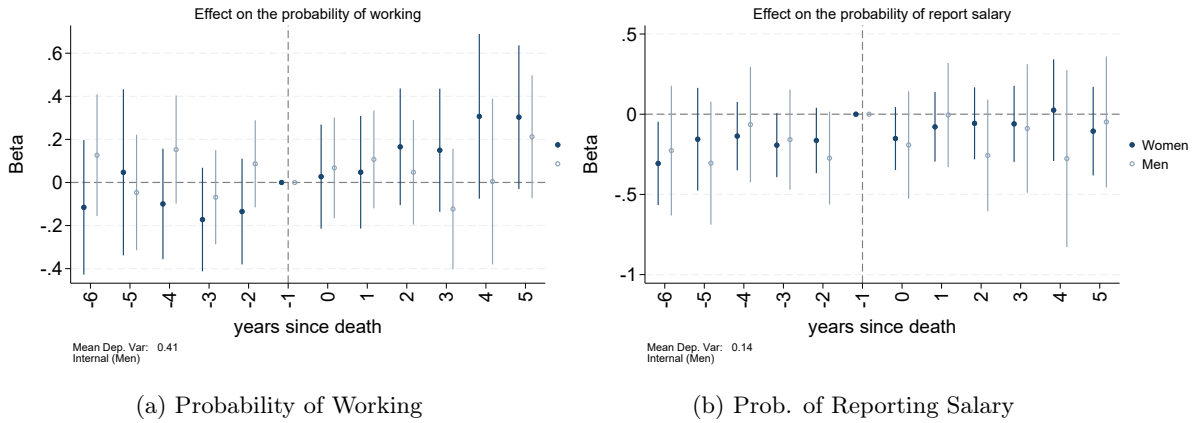 Effect on the probability of working
Beta
.6
.4
.2
0
-.2
-.4
-6 -5 -4 -3 -2 -1 0 1 2 3 4 5
years since death
Mean Dep. Var: 0.41
Internal (Men)
(a) Probability of Working
Effect on the probability of report salary
Beta
.5
0
-.5
-1
-6 -5 -4 -3 -2 -1 0 1 2 3 4 5
years since death
Women
Men
Mean Dep. Var: 0.14
Internal (Men)
(b) Prob. of Reporting Salary